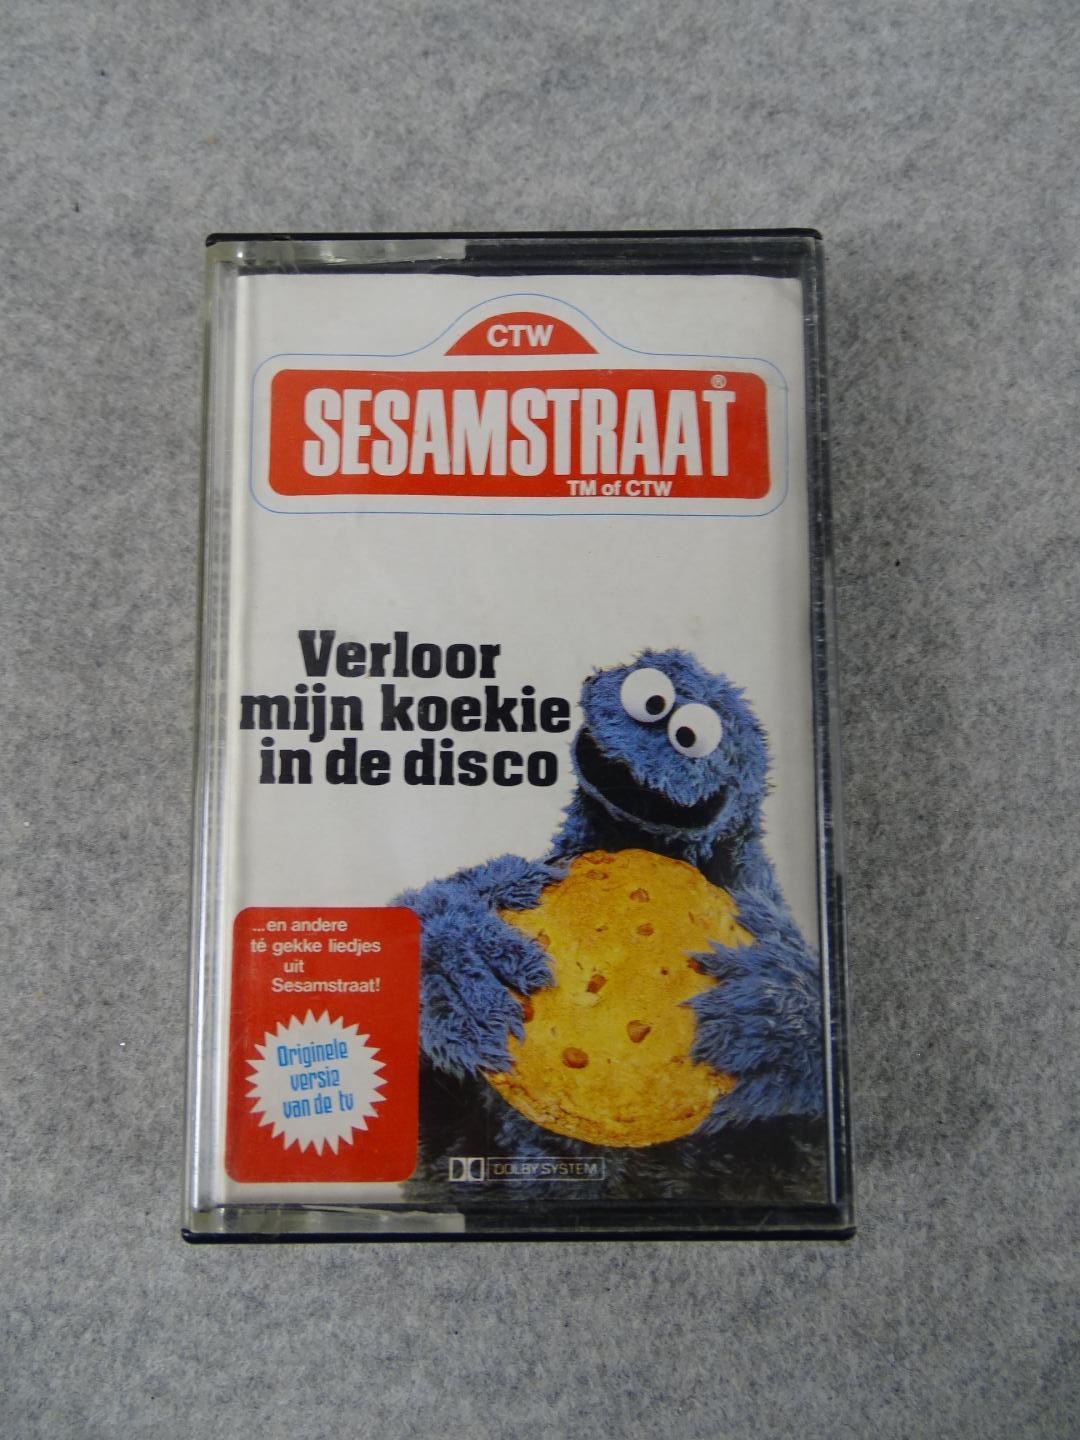 CTW
SESAMSTRAAT®
TM of CTW
Verloor
mijn koekie
in de disco
...en andere
té gekke liedjes
uit
Sesamstraat!
Originele
versie
van de tv
DOLBY SYSTEM